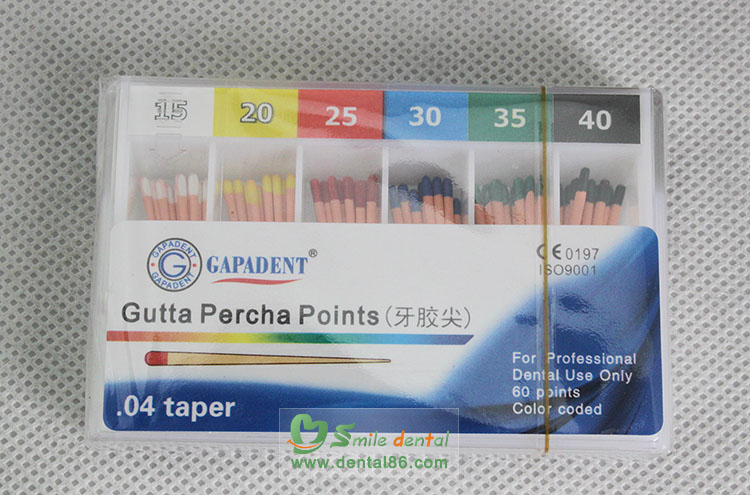 15 20 25 30 35 40
GAPADENT G GAPADENT
GAPADENT®
CE 0197
ISO9001
Gutta Percha Points(牙胶尖)
For Professional
Dental Use Only
60 points
Color coded
.04 taper
Smile dental
www.dental86.com